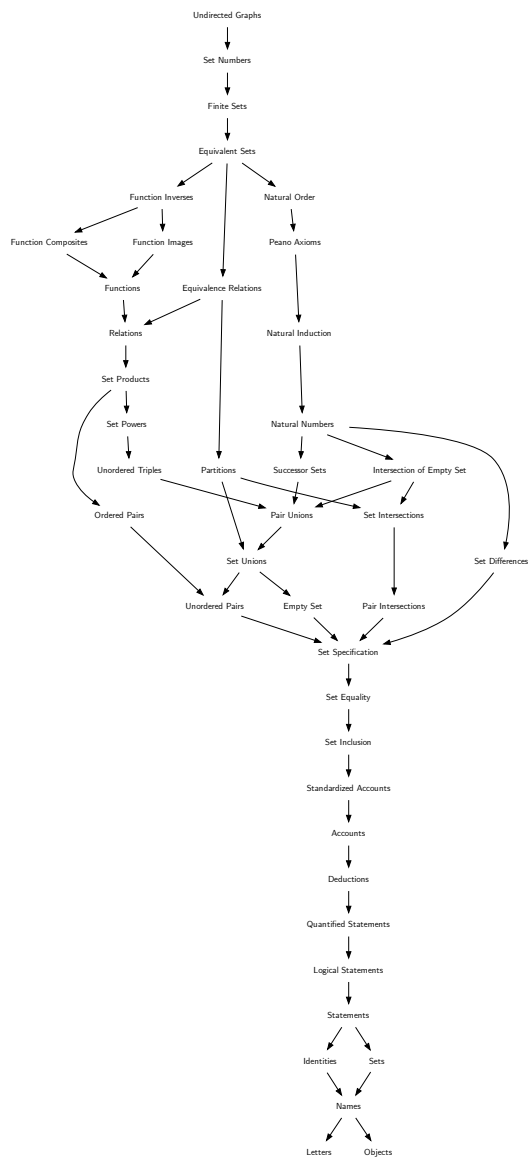 Undirected Graphs
Set Numbers
Finite Sets
Equivalent Sets
Function Inverses
Natural Order
Function Composites
Function Images
Peano Axioms
Functions
Equivalence Relations
Relations
Natural Induction
Set Products
Set Powers
Natural Numbers
Unordered Triples
Partitions
Successor Sets
Intersection of Empty Set
Ordered Pairs
Pair Unions
Set Intersections
Set Unions
Set Differences
Unordered Pairs
Empty Set
Pair Intersections
Set Specification
Set Equality
Set Inclusion
Standardized Accounts
Accounts
Deductions
Quantified Statements
Logical Statements
Statements
Identities
Sets
Names
Letters
Objects